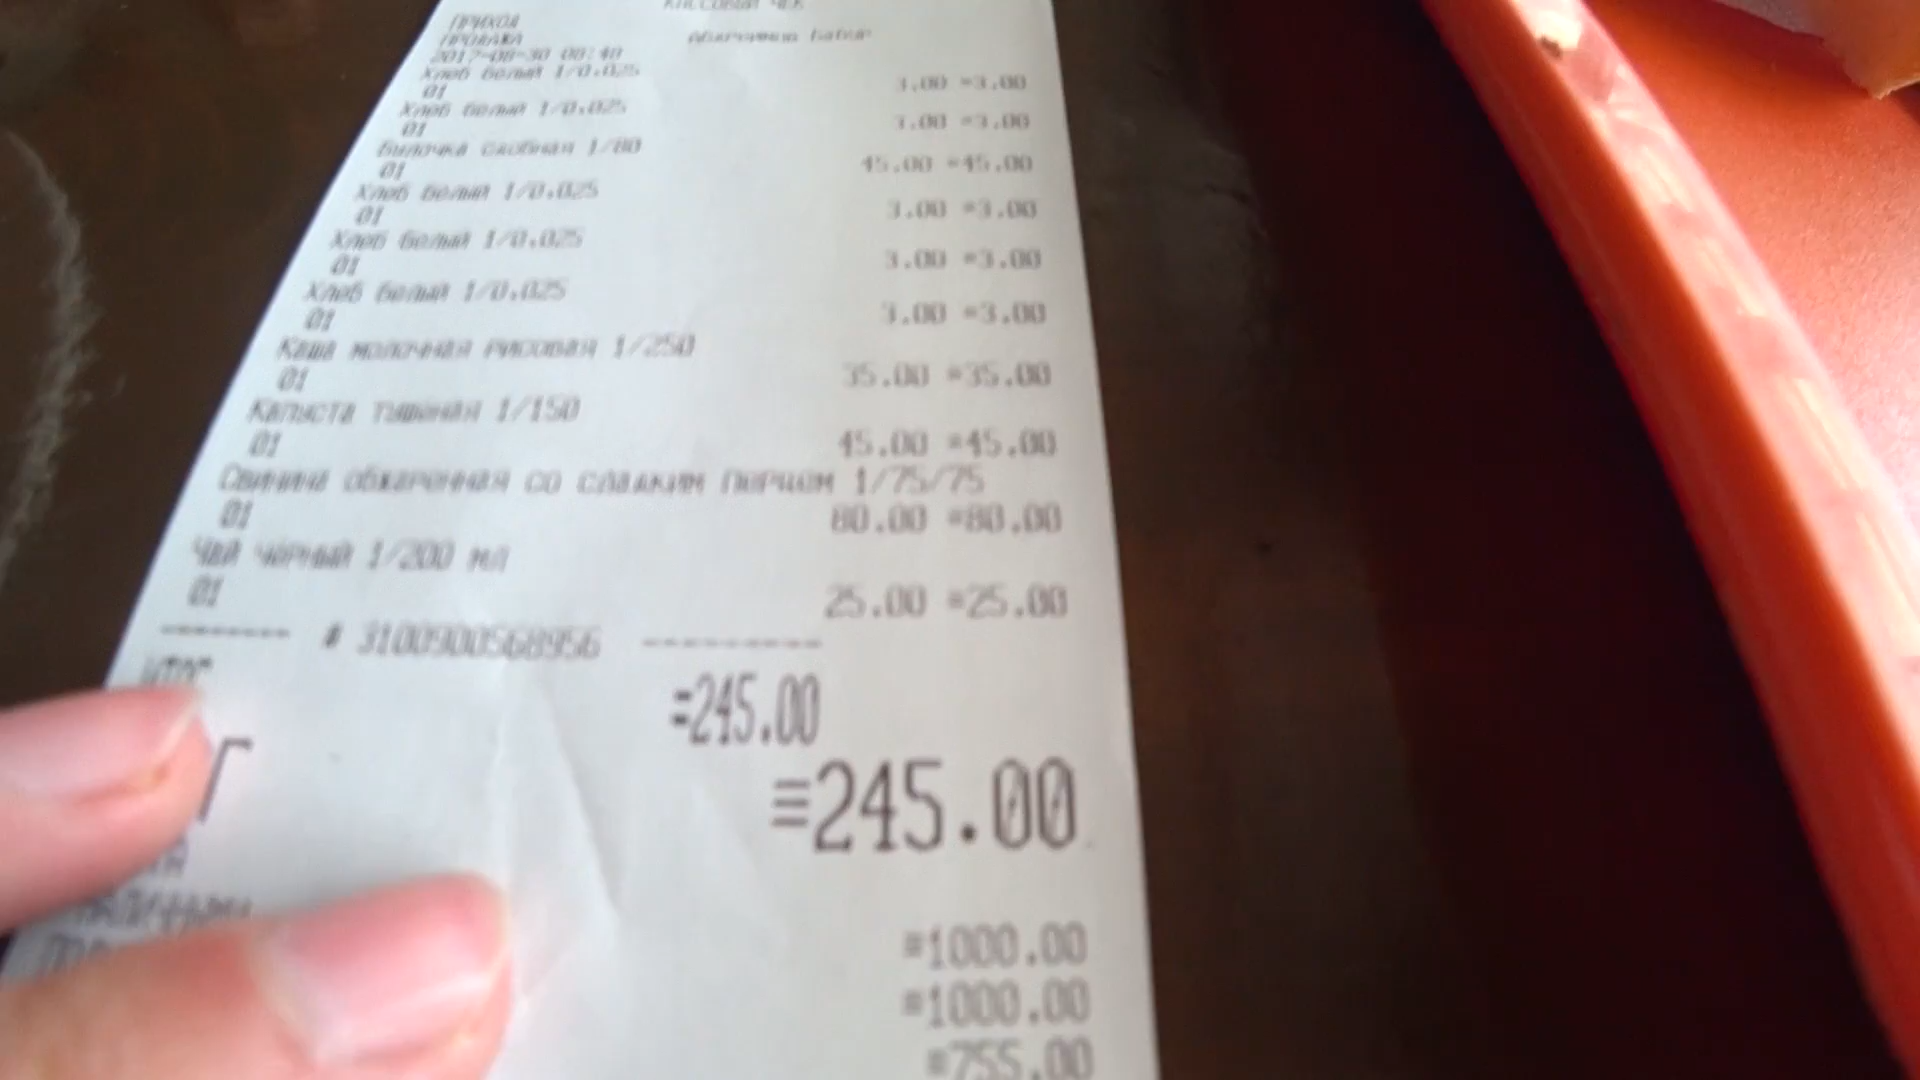 КАССОВЫЙ ЧЕК
ПРИХОД
ПРОДАЖА
2017-08-30 08:40
Хлеб белый 1/0.025
01 3.00 =3.00
Хлеб белый 1/0.025
01 3.00 =3.00
Булочка сдобная 1/80
01 45.00 =45.00
Хлеб белый 1/0.025
01 3.00 =3.00
Хлеб белый 1/0.025
01 3.00 =3.00
Хлеб белый 1/0.025
01 3.00 =3.00
Каша молочная рисовая 1/250
01 35.00 =35.00
Капуста тушеная 1/150
01 45.00 =45.00
Свинина обжаренная со сладким перцем 1/75/75
01 80.00 =80.00
Чай черный 1/200 мл
01 25.00 =25.00
-------- # 3100900568956 -----------
ИТОГ =245.00
Г ≡245.00
=1000.00
=1000.00
=755.00